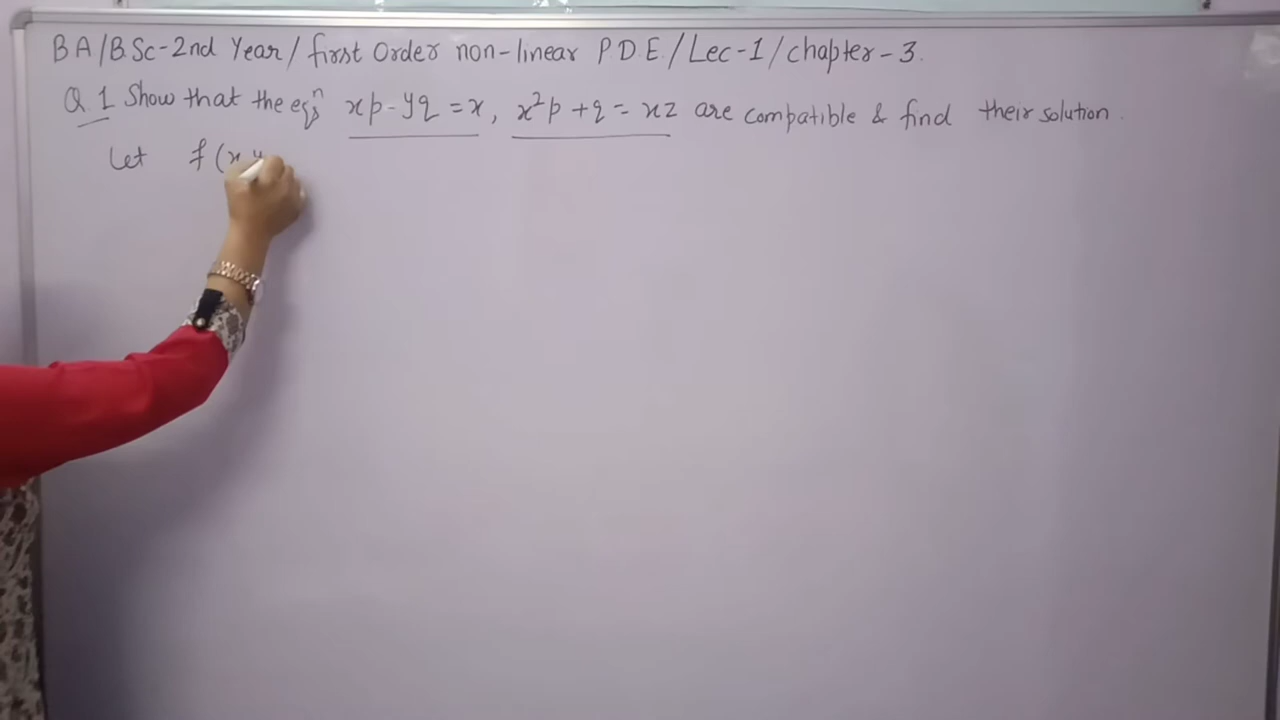 BA/B.Sc-2nd Year/first Order non-linear P.D.E./Lec-1/chapter-3.
Q.1 Show that the eqⁿs xp-yq=x, x²p+q=xz are compatible & find their solution.
Let f(x,y